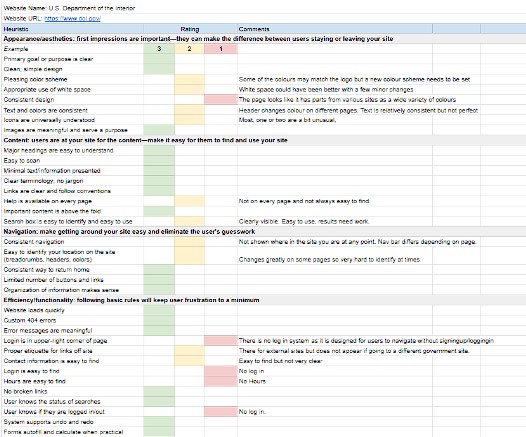 Website Name: U.S. Department of the Interior
Website URL: https://www.doi.gov/
Heuristic Rating Comments
Appearance/aesthetics: first impressions are important—they can make the difference between users staying or leaving your site
Example 3 2 1
Primary goal or purpose is clear
Clean, simple design
Pleasing color scheme Some of the colours may match the logo but a new colour scheme needs to be set
Appropriate use of white space White space could have been better with a few minor changes
Consistent design The page looks like it has parts from various sites as a wide variety of colours
Text and colors are consistent Header changes colour on different pages. Text is relatively consistent but not perfect
Icons are universally understood Most, one or two are a bit unusual,
Images are meaningful and serve a purpose
Content: users are at your site for the content—make it easy for them to find and use your site
Major headings are easy to understand
Easy to scan
Minimal text/information presented
Clear terminology, no jargon
Links are clear and follow conventions
Help is available on every page Not on every page and not always easy to find
Important content is above the fold
Search box is easy to identify and easy to use Clearly visible. Easy to use, results need work.
Navigation: make getting around your site easy and eliminate the user's guesswork
Consistent navigation Not shown where in the site you are at any point. Nav bar differs depending on page.
Easy to identify your location on the site
(breadcrumbs, headers, colors) Changes greatly on some pages so very hard to identify at times
Consistent way to return home
Limited number of buttons and links
Organization of information makes sense
Efficiency/functionality: following basic rules will keep user frustration to a minimum
Website loads quickly
Custom 404 errors
Error messages are meaningful
Login is in upper-right corner of page There is no log in system as it is designed for users to navigate without signingup/loggingin
Proper etiquette for links off site There for external sites but does not appear if going to a different government site.
Contact information is easy to find Easy to find but not very clear
Login is easy to find No log in
Hours are easy to find No Hours
No broken links
User knows the status of searches
User knows if they are logged in/out No log in.
System supports undo and redo
Forms autofill and calculate when practical